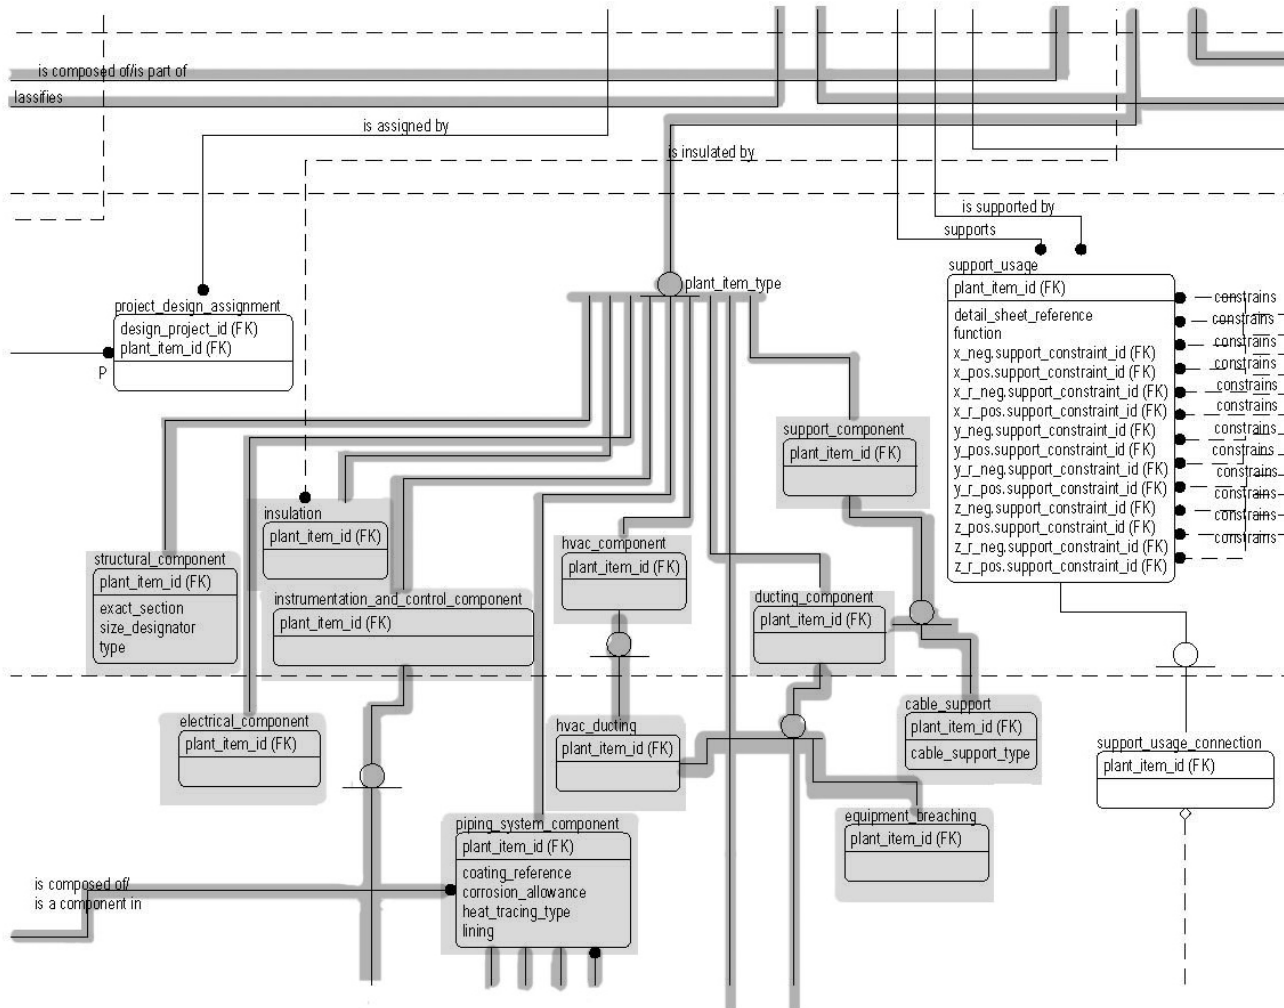 is composed of/is part of
lassifies
is assigned by
is insulated by
is supported by
supports
support_usage
plant_item_id (FK)
detail_sheet_reference
function
x_neg.support_constraint_id (FK)
x_pos.support_constraint_id (FK)
x_r_neg.support_constraint_id (FK)
x_r_pos.support_constraint_id (FK)
y_neg.support_constraint_id (FK)
y_pos.support_constraint_id (FK)
y_r_neg.support_constraint_id (FK)
y_r_pos.support_constraint_id (FK)
z_neg.support_constraint_id (FK)
z_pos.support_constraint_id (FK)
z_r_neg.support_constraint_id (FK)
z_r_pos.support_constraint_id (FK)
constrains
constrains
constrains
constrains
constrains
constrains
constrains
constrains
constrains
constrains
constrains
constrains
plant_item_type
project_design_assignment
design_project_id (FK)
plant_item_id (FK)
P
support_component
plant_item_id (FK)
insulation
plant_item_id (FK)
structural_component
plant_item_id (FK)
exact_section
size_designator
type
instrumentation_and_control_component
plant_item_id (FK)
hvac_component
plant_item_id (FK)
ducting_component
plant_item_id (FK)
electrical_component
plant_item_id (FK)
hvac_ducting
plant_item_id (FK)
cable_support
plant_item_id (FK)
cable_support_type
support_usage_connection
plant_item_id (FK)
equipment_breaching
plant_item_id (FK)
piping_system_component
plant_item_id (FK)
coating_reference
corrosion_allowance
heat_tracing_type
lining
is composed of/
is a component in